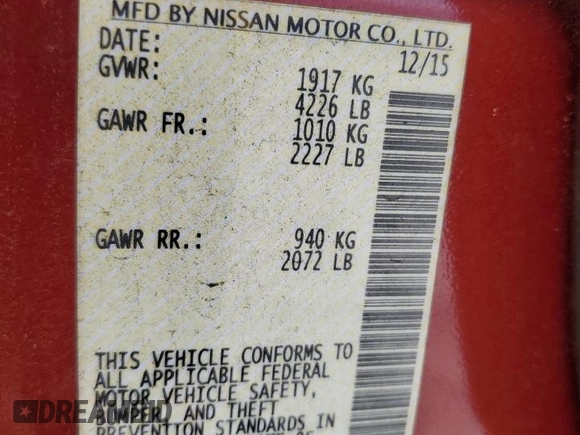 MFD BY NISSAN MOTOR CO., LTD.
DATE: 12/15
GVWR: 1917 KG
4226 LB
GAWR FR.: 1010 KG
2227 LB
GAWR RR.: 940 KG
2072 LB
THIS VEHICLE CONFORMS TO
ALL APPLICABLE FEDERAL
MOTOR VEHICLE SAFETY,
BUMPER, AND THEFT
PREVENTION STANDARDS IN